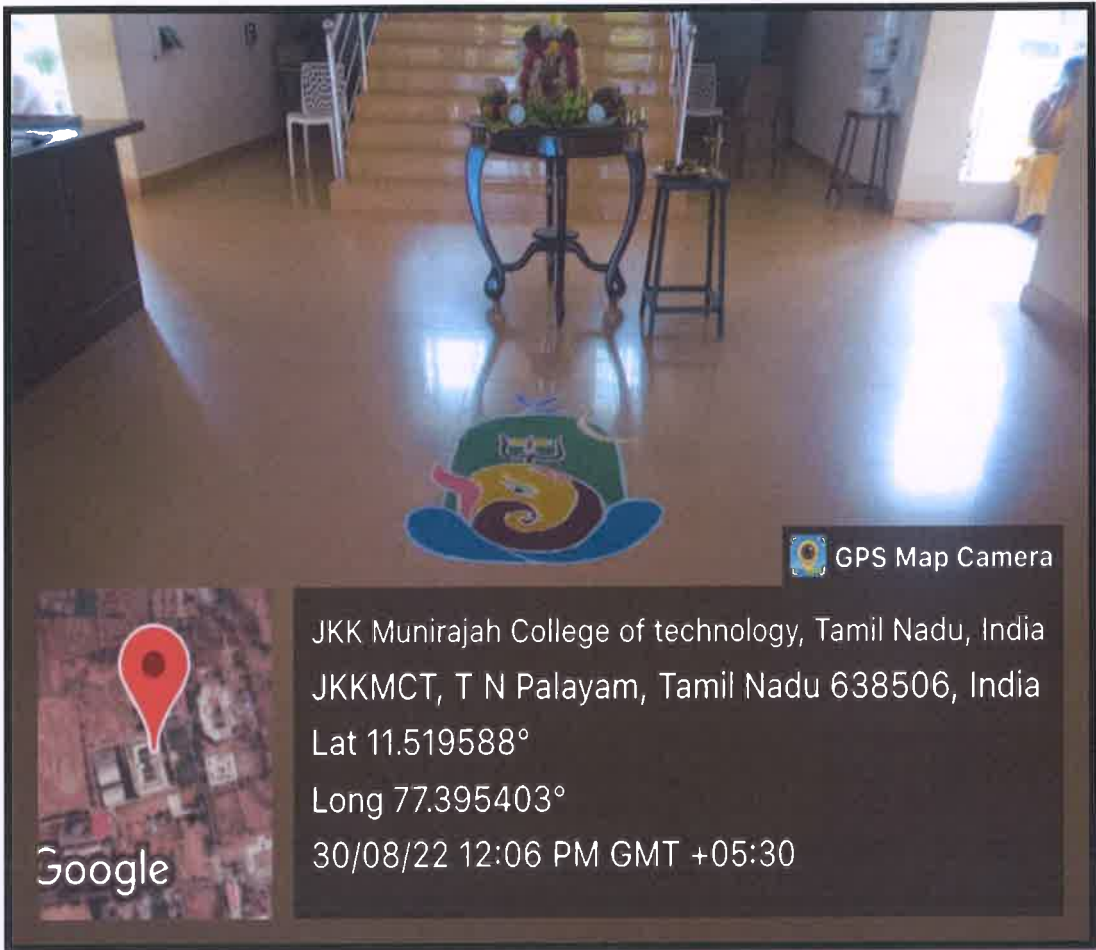 GPS Map Camera
JKK Munirajah College of technology, Tamil Nadu, India
JKKMCT, T N Palayam, Tamil Nadu 638506, India
Lat 11.519588°
Long 77.395403°
30/08/22 12:06 PM GMT +05:30
Google